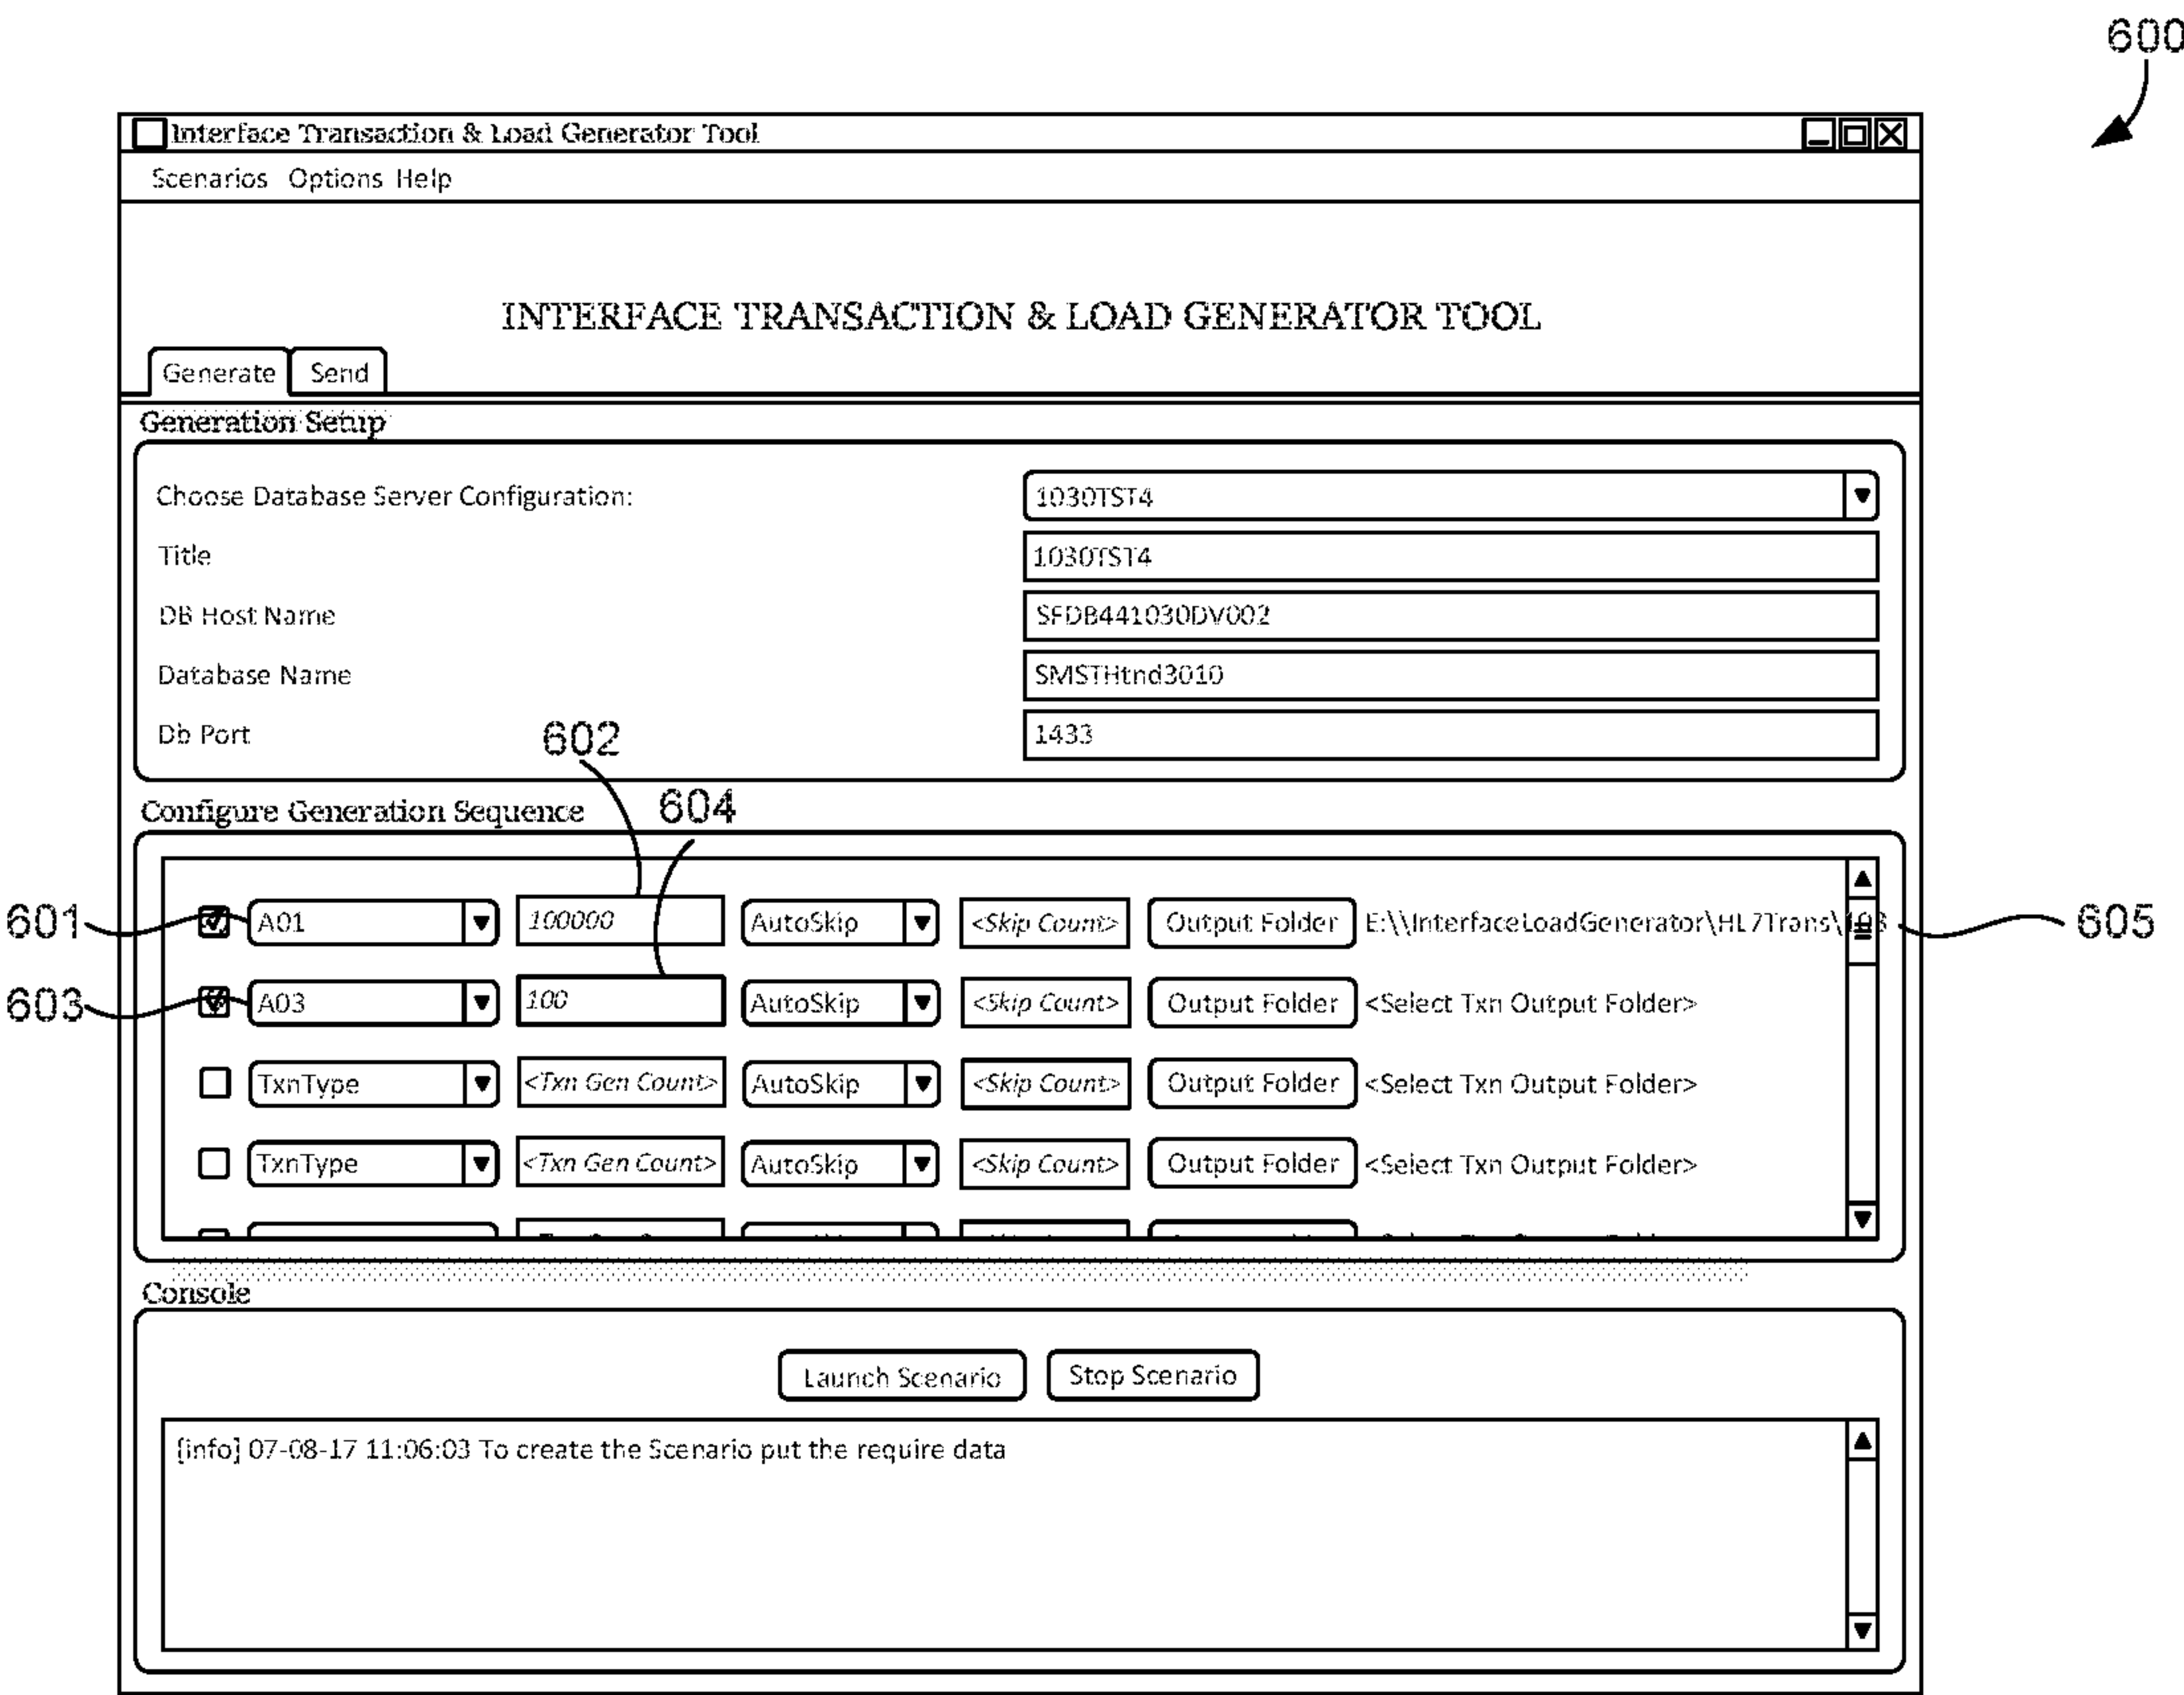 600
Interface Transaction & Load Generator Tool
Scenarios Options Help
INTERFACE TRANSACTION & LOAD GENERATOR TOOL
Generate Send
Generation Setup
Choose Database Server Configuration: 1030TST4
Title 1030TST4
DB Host Name SFDB441030DV002
Database Name SMSTHtnd3010
Db Port 1433
602
Configure Generation Sequence 604
601 A01 100000 AutoSkip <Skip Count> Output Folder E:\\InterfaceLoadGenerator\HL7Trans\ 605
603 A03 100 AutoSkip <Skip Count> Output Folder <Select Txn Output Folder>
TxnType <Txn Gen Count> AutoSkip <Skip Count> Output Folder <Select Txn Output Folder>
TxnType <Txn Gen Count> AutoSkip <Skip Count> Output Folder <Select Txn Output Folder>
Console
Launch Scenario Stop Scenario
[info] 07-08-17 11:06:03 To create the Scenario put the require data